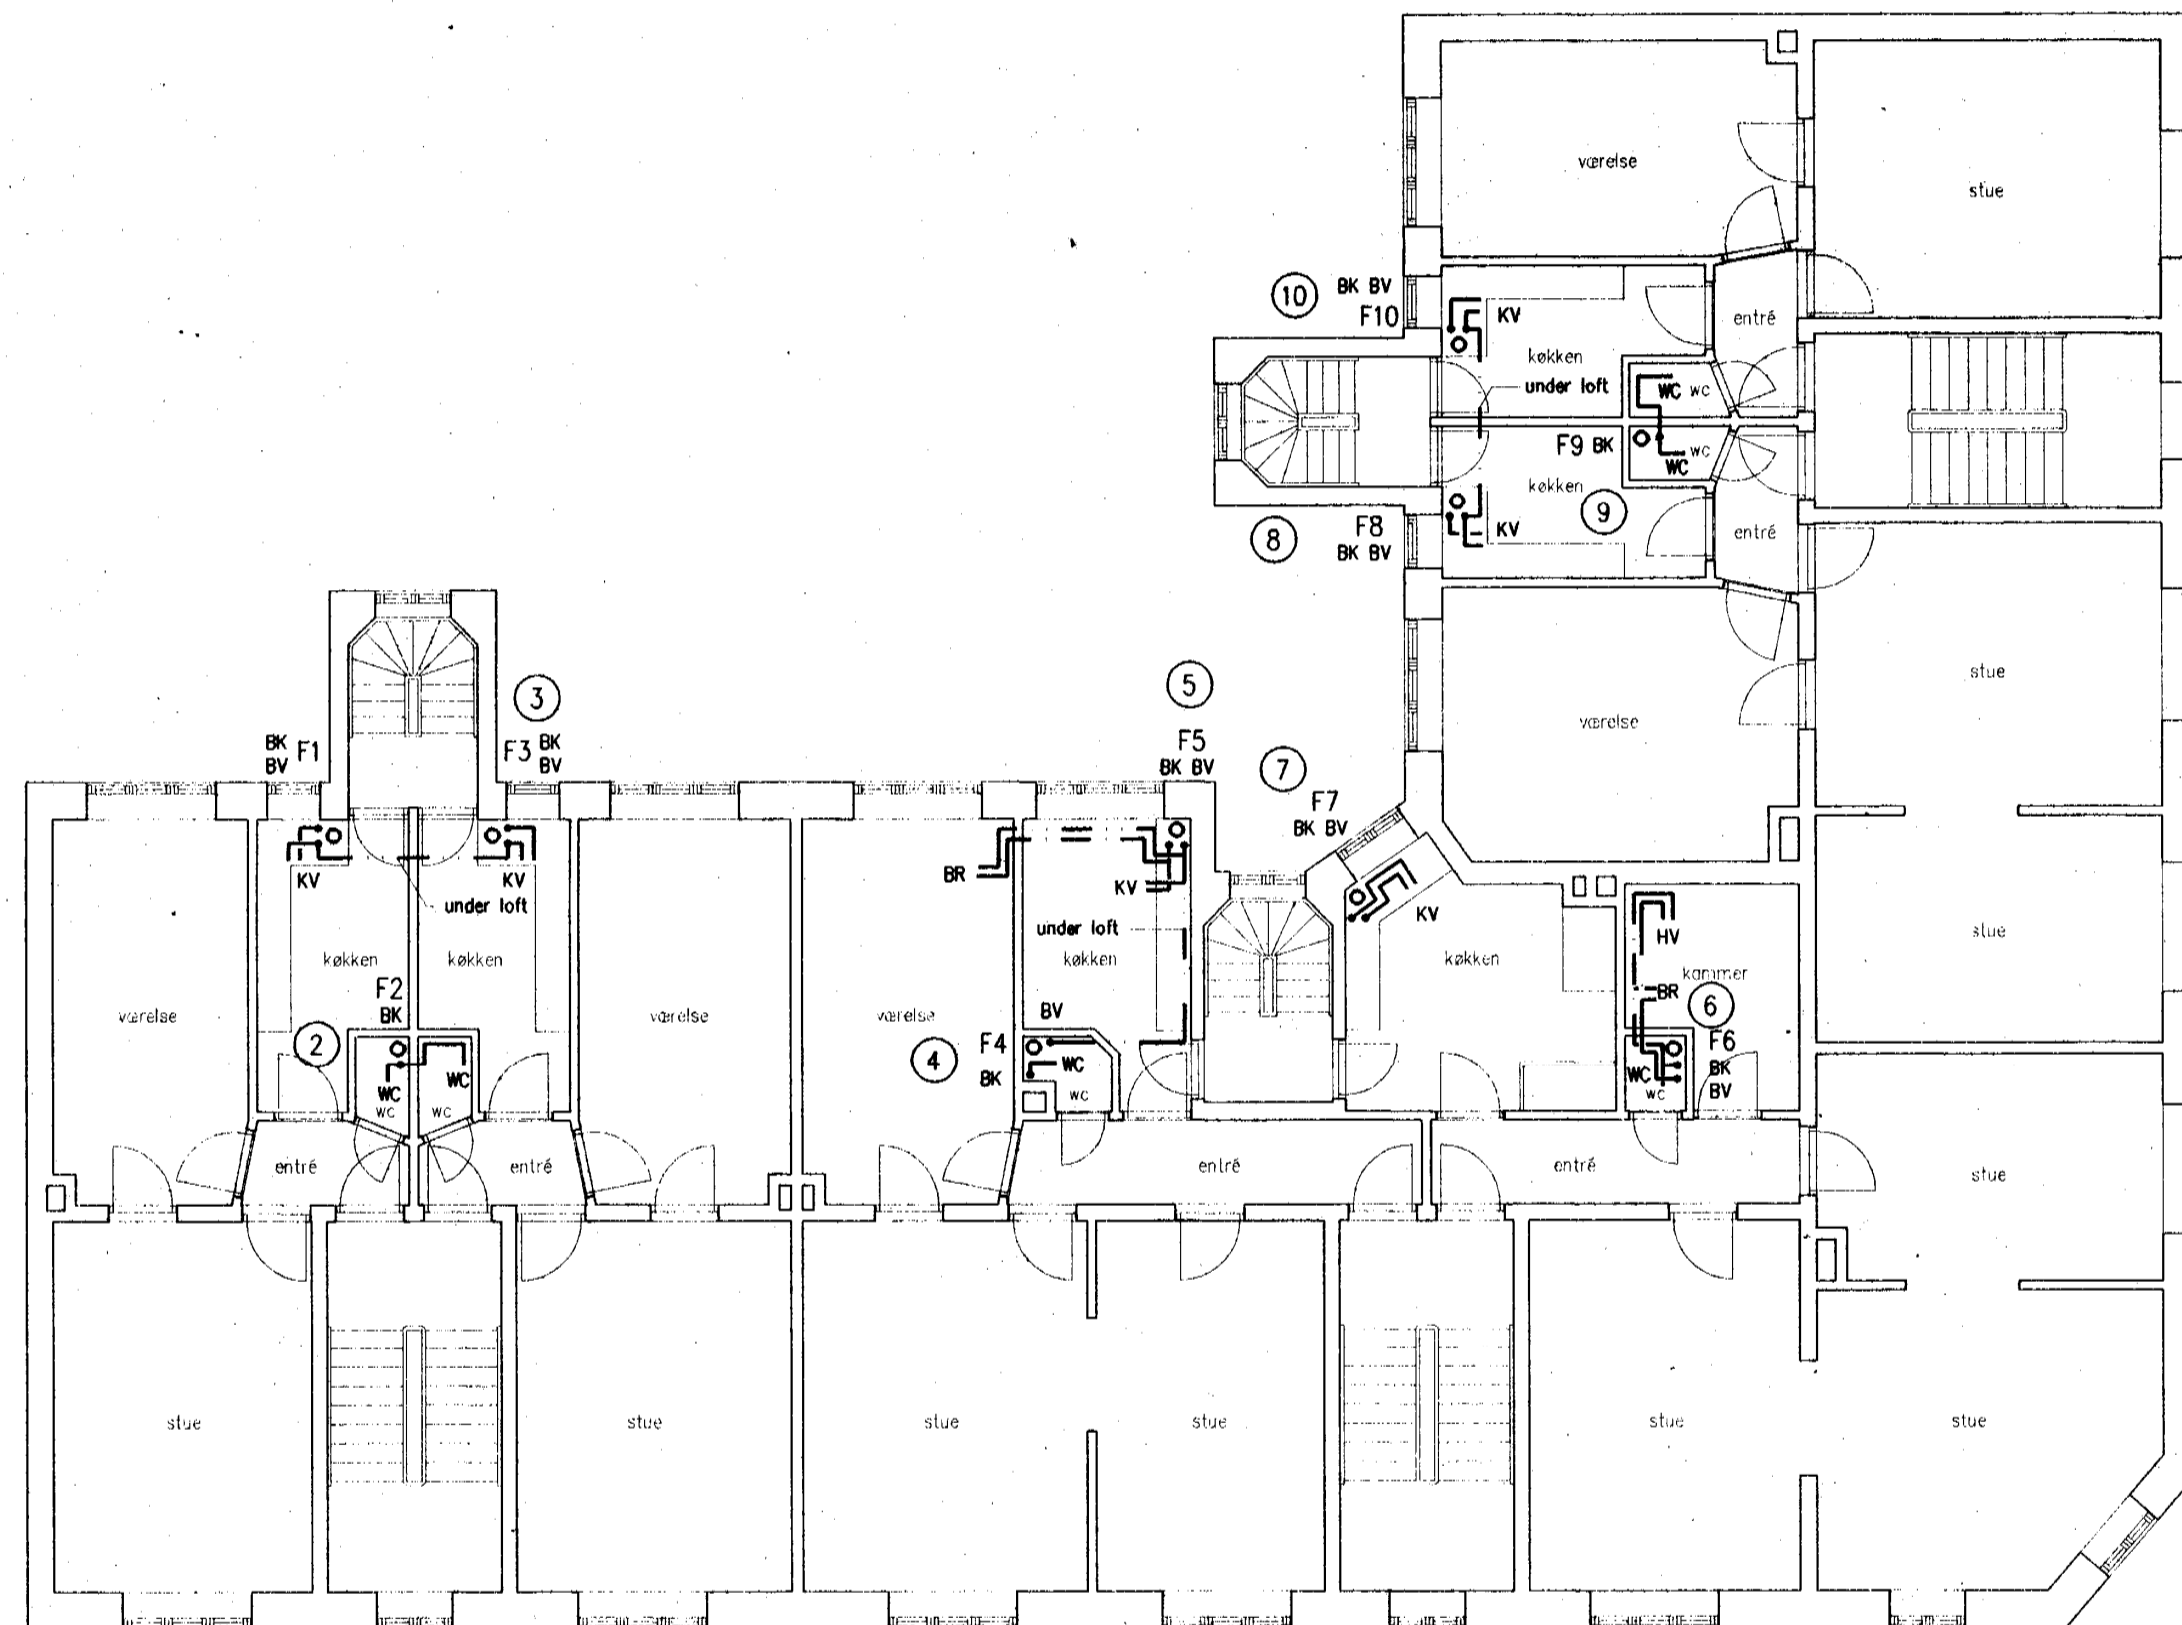 værelse
stue
10
BK BV
F10
KV
entré
køkken
under loft
WC WC
F9 BK
WC
WC
køkken
9
8
F8
BK BV
KV
entré
stue
værelse
3
5
BK
BV
F1
F3
BK
BV
F5
BK BV
7
F7
BK BV
KV
KV
under loft
BR
KV
KV
under loft
HV
stue
køkken
køkken
køkken
køkken
kammer
BR
6
F2
BK
værelse
værelse
værelse
BV
2
4
F4
BK
WC
WC
F6
BK
BV
WC
WC
WC
WC
WC
WC
entré
entré
entré
entré
stue
stue
stue
stue
stue
stue
stue